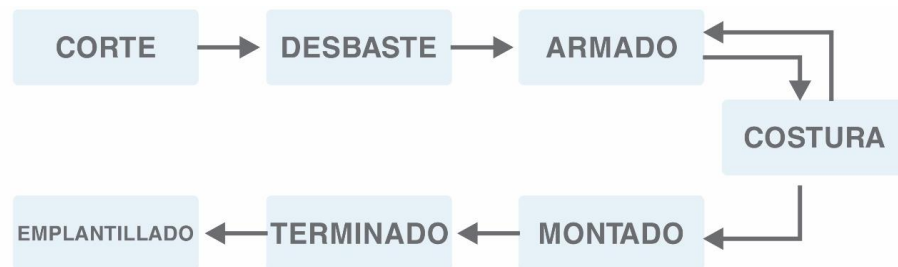 CORTE
DESBASTE
ARMADO
COSTURA
MONTADO
TERMINADO
EMPLANTILLADO